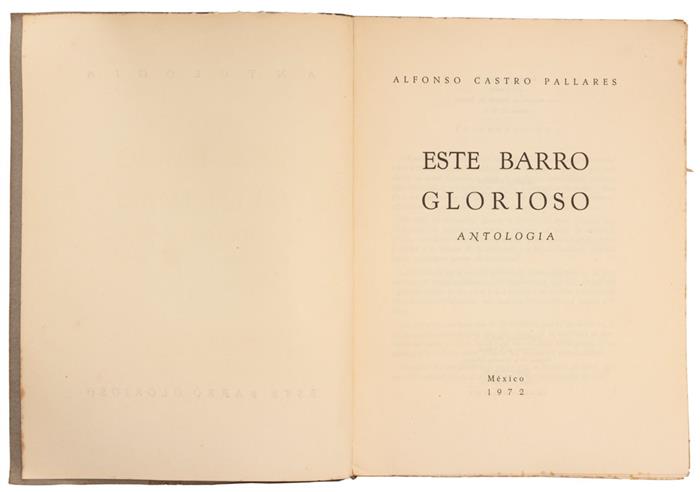 ALFONSO CASTRO PALLARES
ESTE BARRO
GLORIOSO
ANTOLOGIA
México
1972